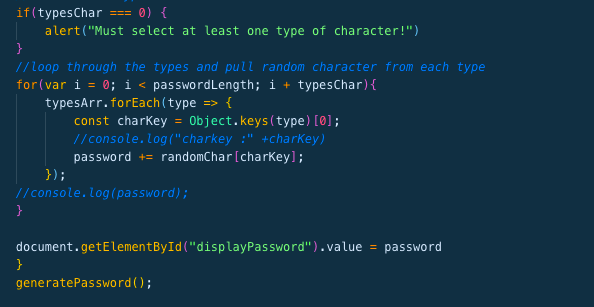 if(typesChar === 0) {
alert("Must select at least one type of character!")
}
//loop through the types and pull random character from each type
for(var i = 0; i < passwordLength; i + typesChar){
typesArr.forEach(type => {
const charKey = Object.keys(type)[0];
//console.log("charkey :" +charKey)
password += randomChar[charKey];
});
//console.log(password);
}
document.getElementById("displayPassword").value = password
}
generatePassword();